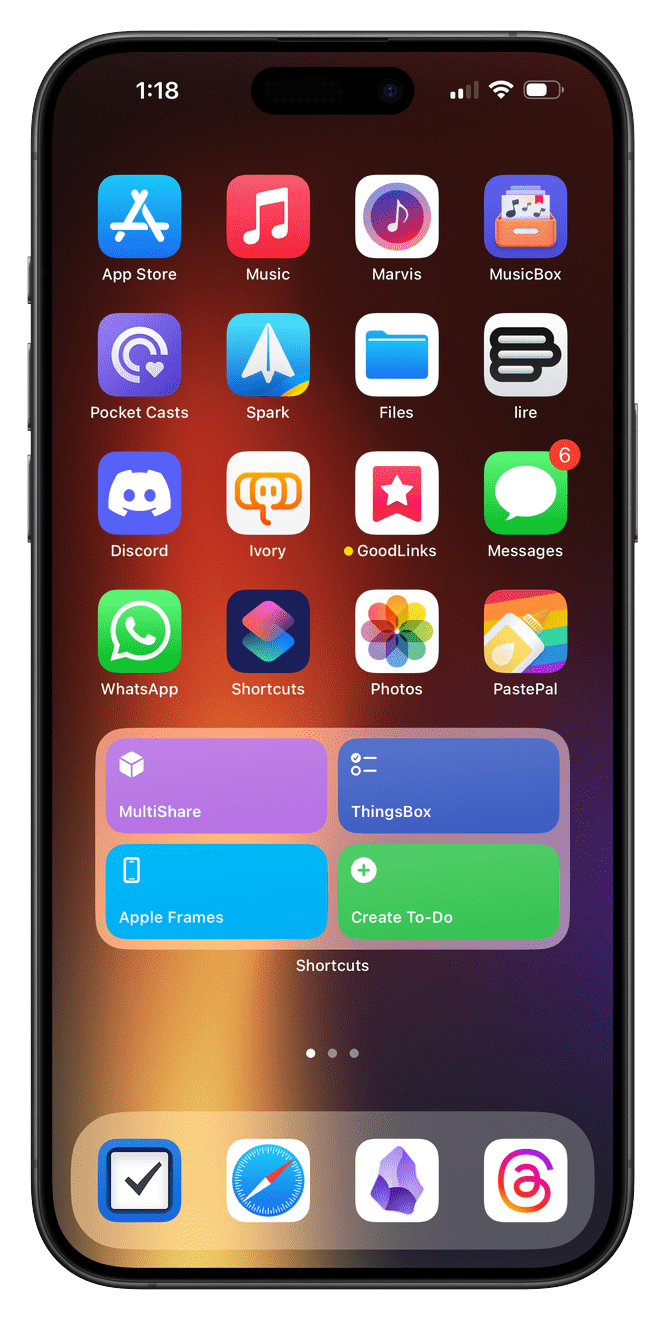 1:18
App Store
Music
Marvis
MusicBox
Pocket Casts
Spark
Files
lire
Discord
Ivory
GoodLinks
6
Messages
WhatsApp
Shortcuts
Photos
PastePal
MultiShare
ThingsBox
Apple Frames
Create To-Do
Shortcuts